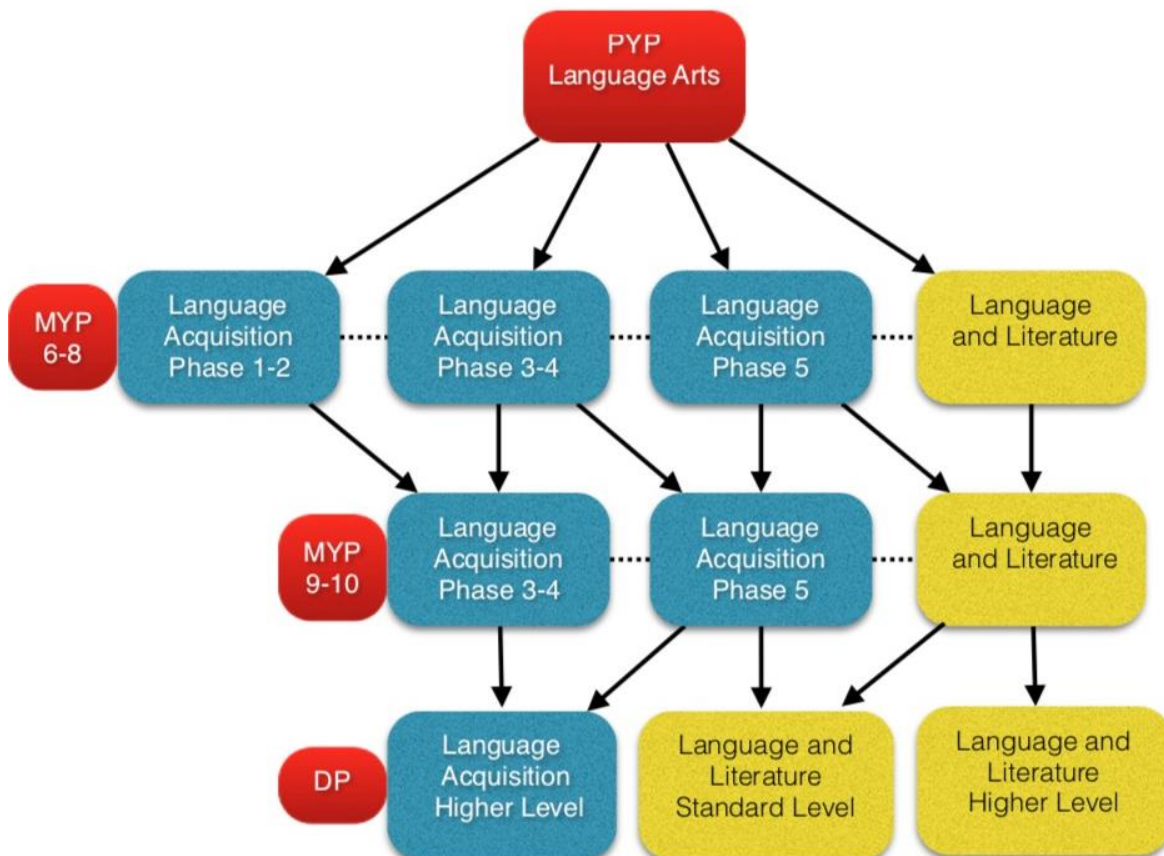 PYP
Language Arts
MYP
6-8
Language
Acquisition
Phase 1-2
Language
Acquisition
Phase 3-4
Language
Acquisition
Phase 5
Language
and Literature
MYP
9-10
Language
Acquisition
Phase 3-4
Language
Acquisition
Phase 5
Language
and Literature
DP
Language
Acquisition
Higher Level
Language and
Literature
Standard Level
Language and
Literature
Higher Level